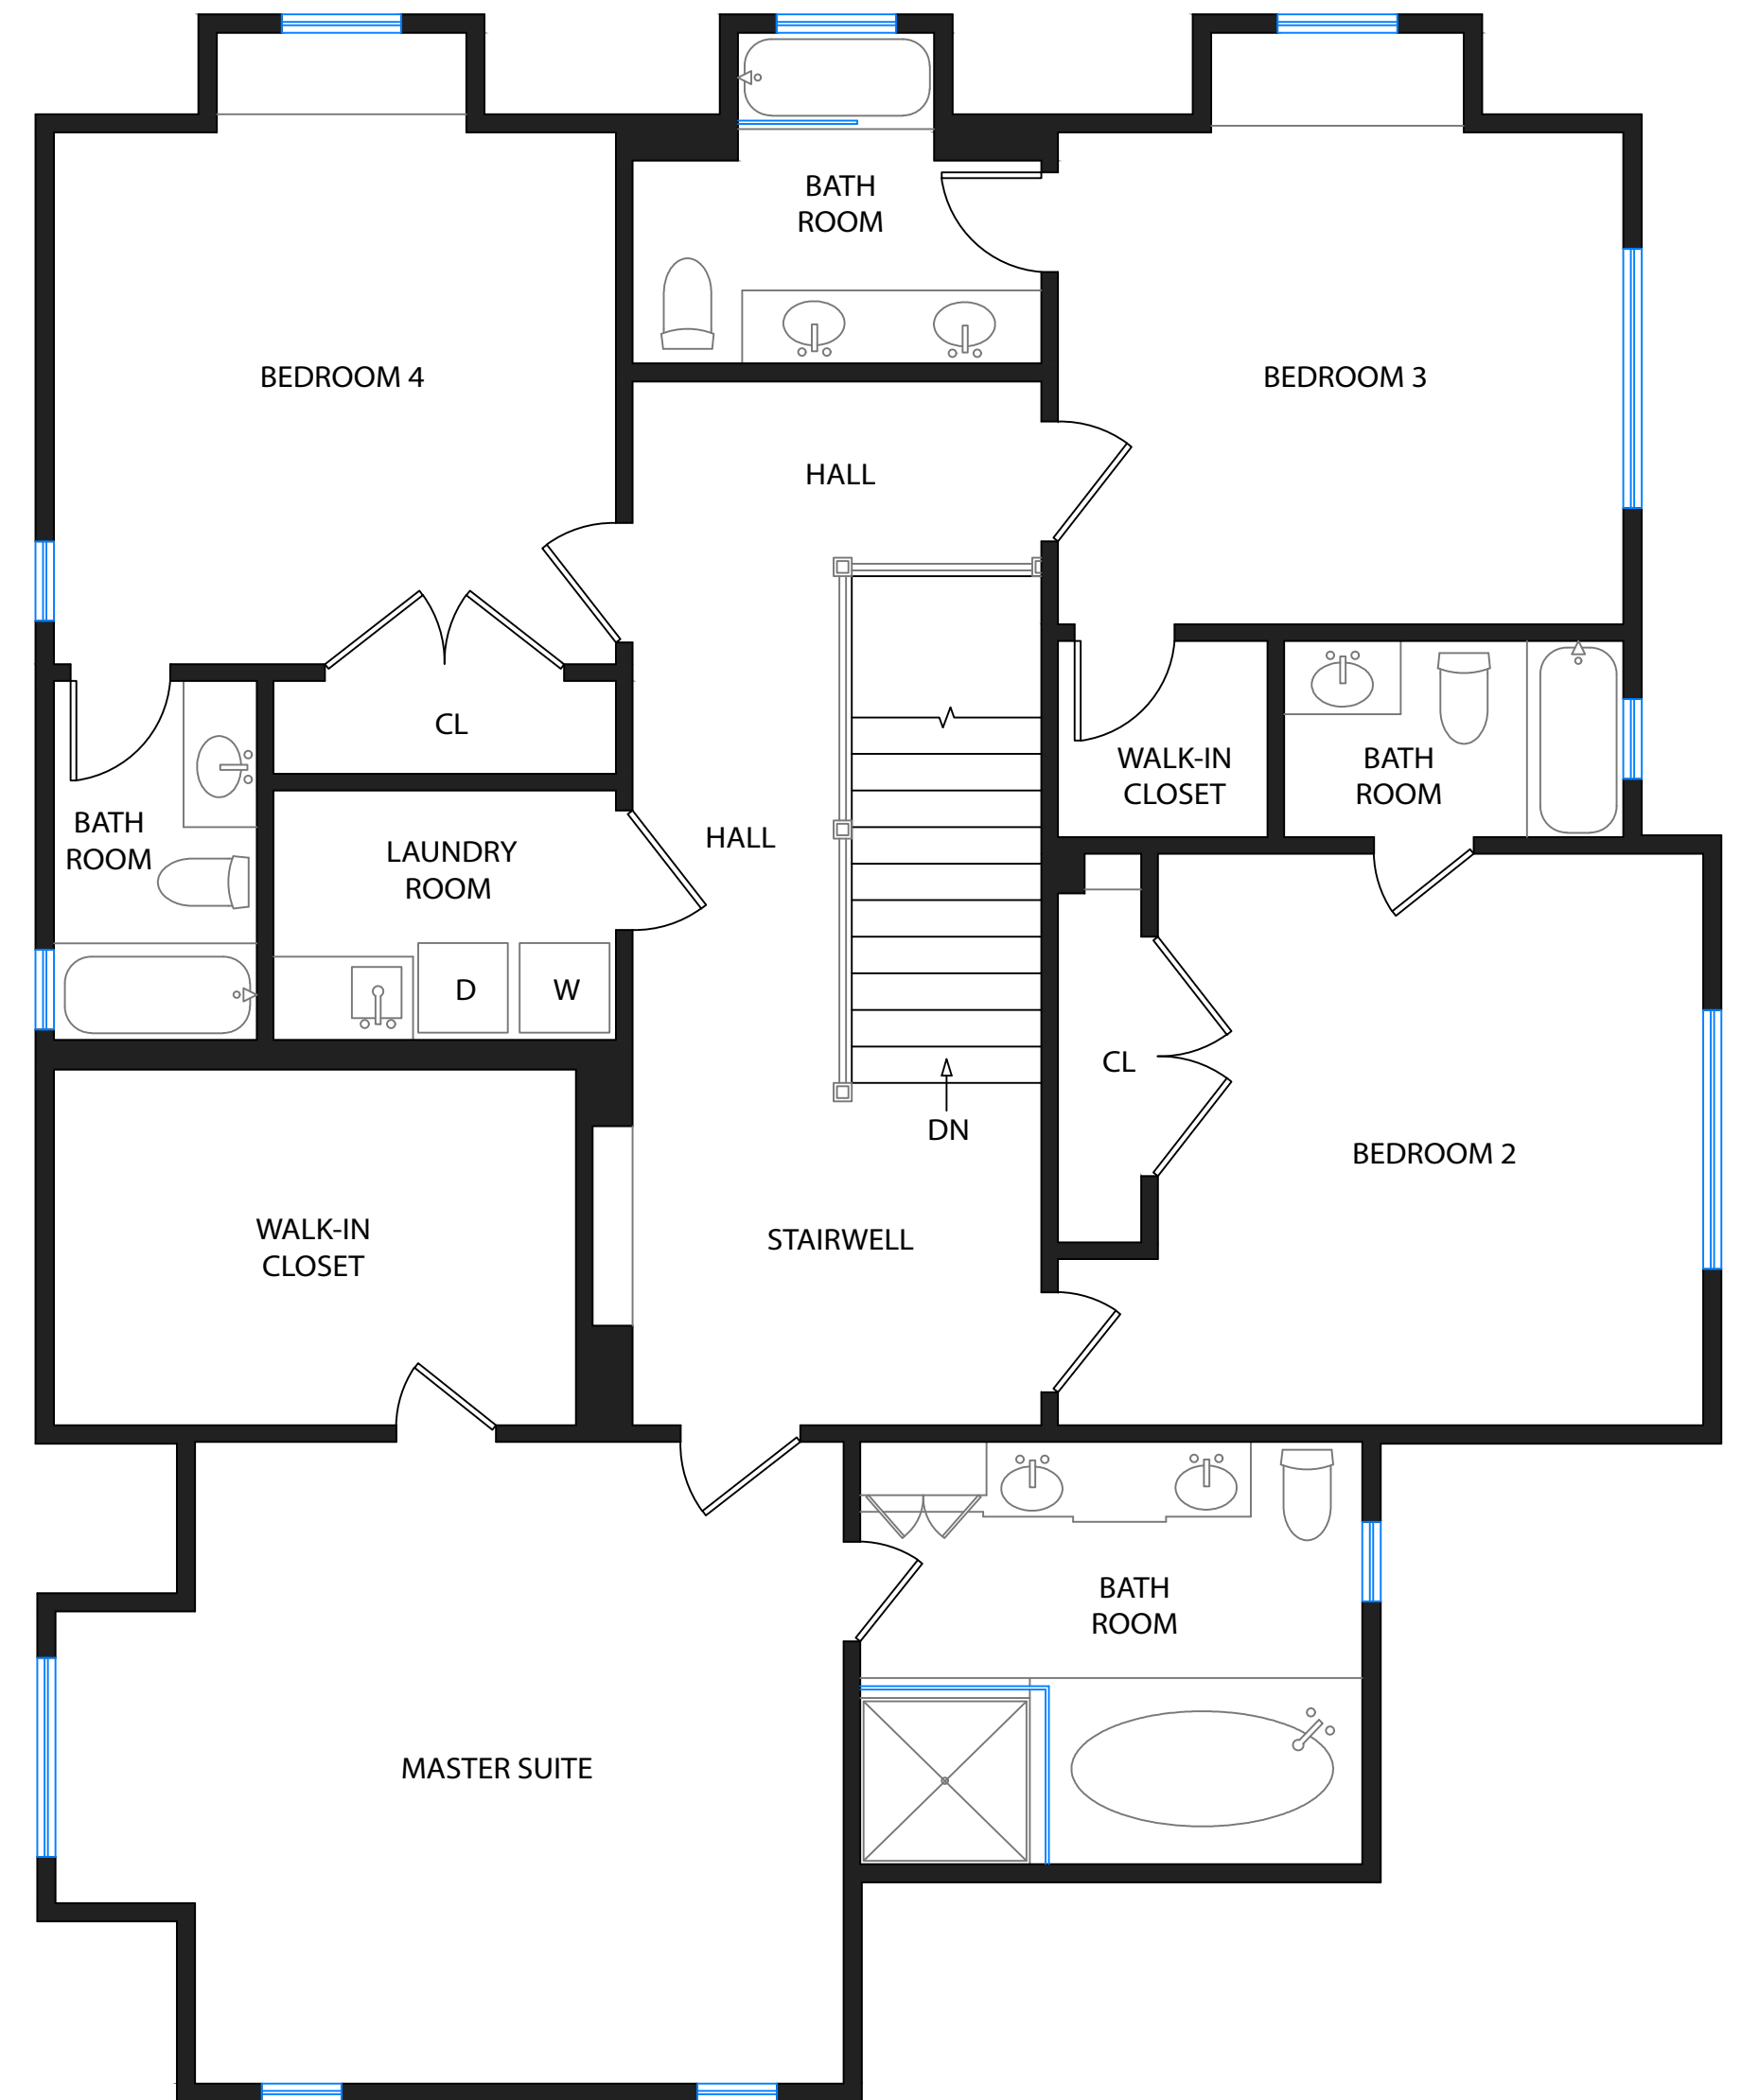 BATH
ROOM
BEDROOM 4
BEDROOM 3
HALL
CL
WALK-IN
CLOSET
BATH
ROOM
BATH
ROOM
LAUNDRY
ROOM
HALL
D
W
CL
DN
BEDROOM 2
WALK-IN
CLOSET
STAIRWELL
BATH
ROOM
MASTER SUITE